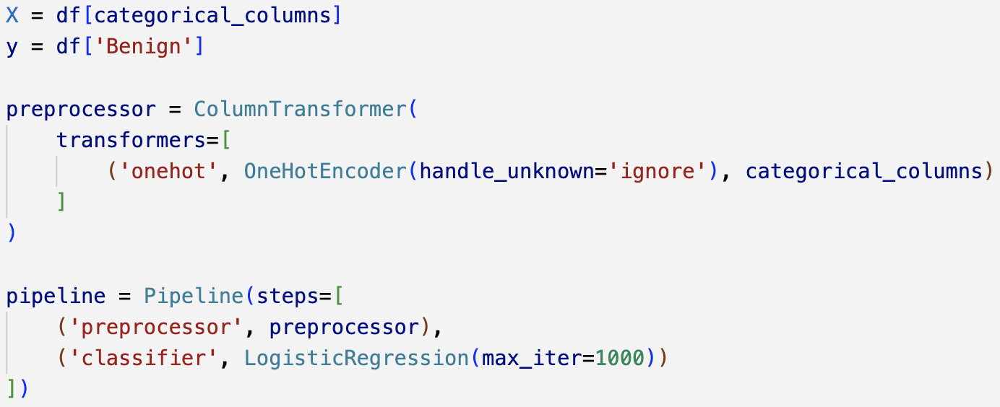 X = df[categorical_columns]
y = df['Benign']

preprocessor = ColumnTransformer(
    transformers=[
        ('onehot', OneHotEncoder(handle_unknown='ignore'), categorical_columns)
    ]
)

pipeline = Pipeline(steps=[
    ('preprocessor', preprocessor),
    ('classifier', LogisticRegression(max_iter=1000))
])